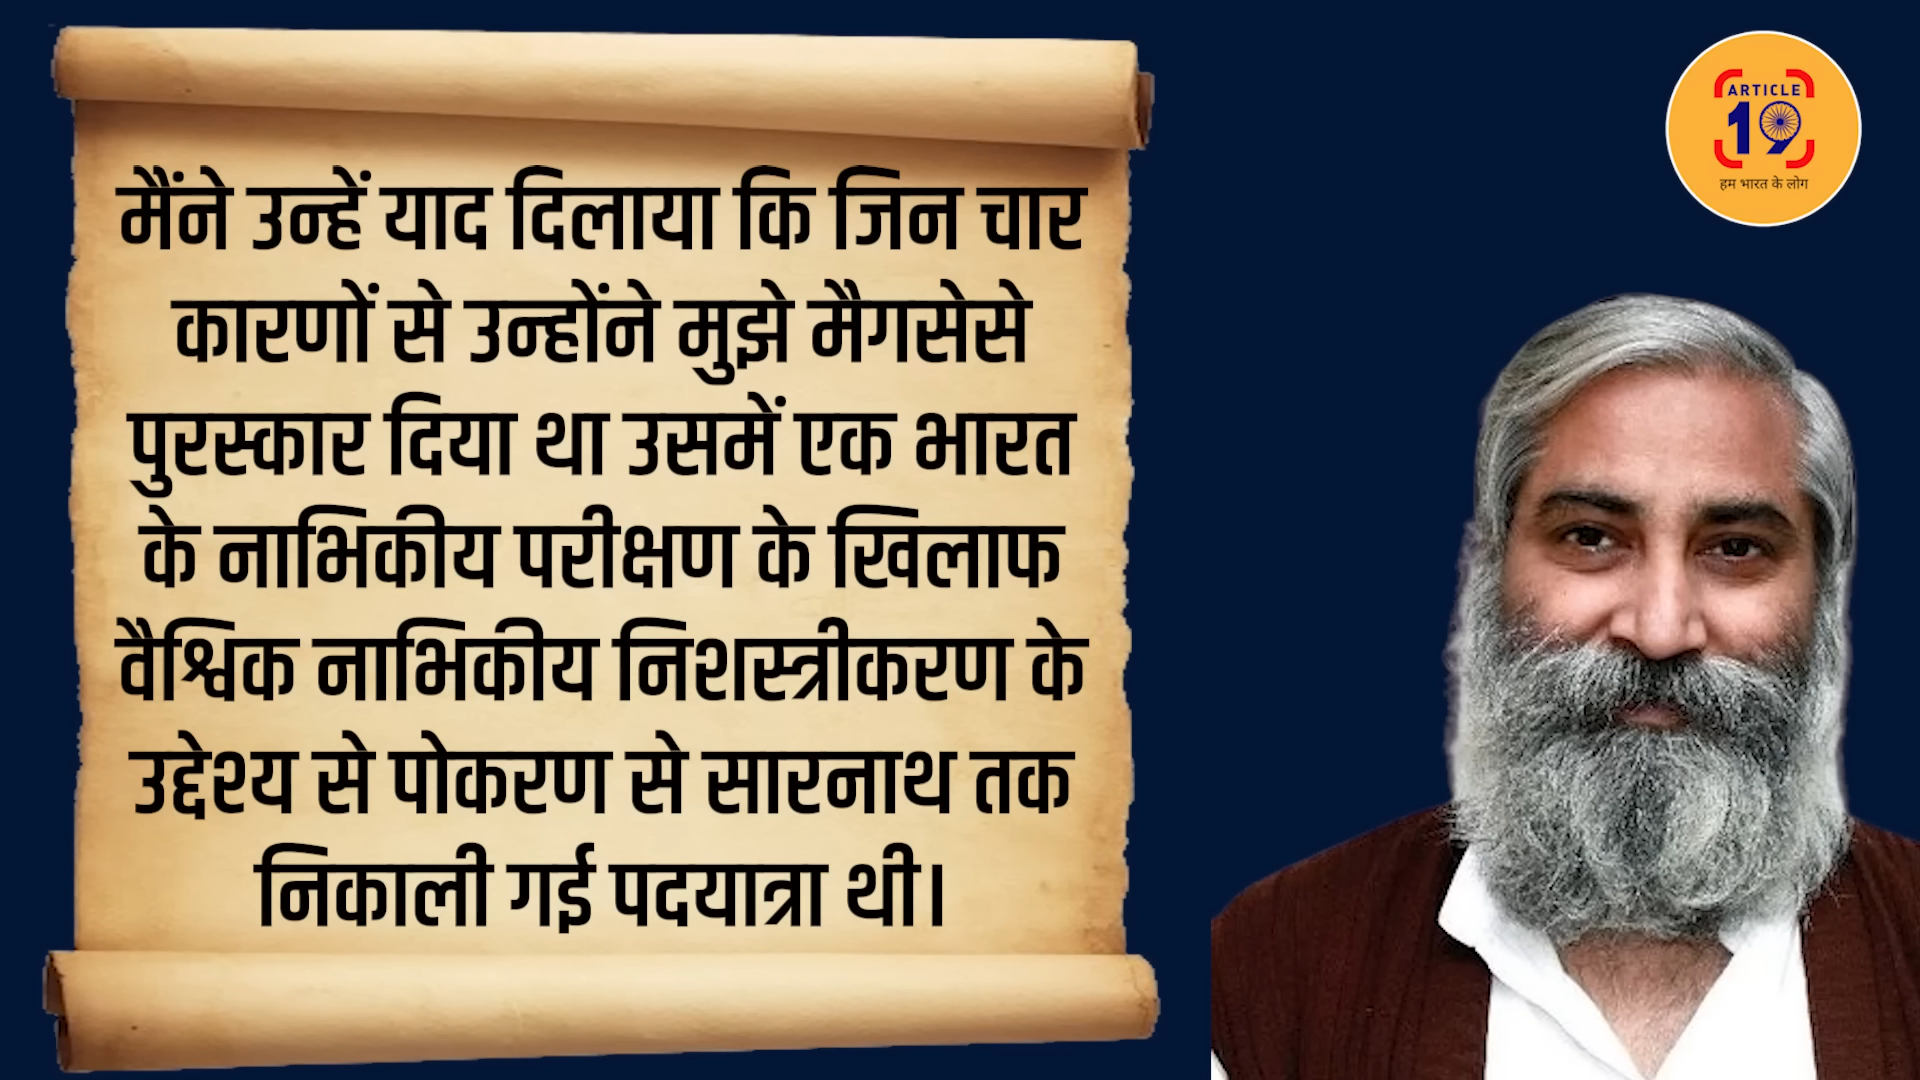 मैंने उन्हें याद दिलाया कि जिन चार
कारणों से उन्होंने मुझे मैगसेसे
पुरस्कार दिया था उसमें एक भारत
के नाभिकीय परीक्षण के खिलाफ
वैश्विक नाभिकीय निशस्त्रीकरण के
उद्देश्य से पोकरण से सारनाथ तक
निकाली गई पदयात्रा थी।
ARTICLE
19
हम भारत के लोग